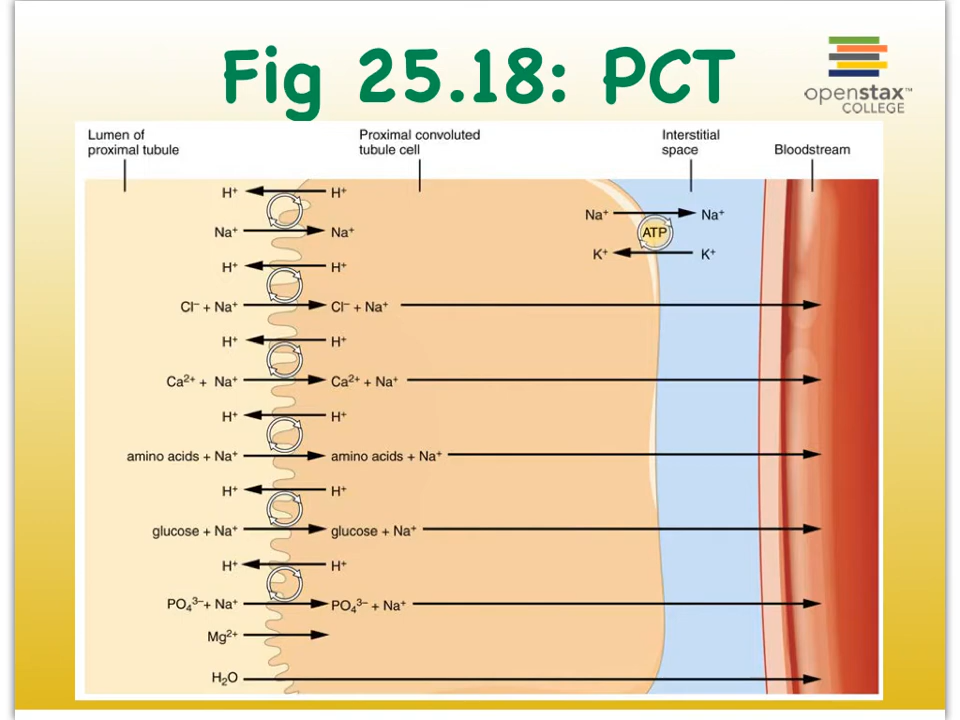 Fig 25.18: PCT
openstax™
COLLEGE
Lumen of
proximal tubule
Proximal convoluted
tubule cell
Interstitial
space
Bloodstream
H⁺ H⁺
Na⁺ Na⁺
Na⁺ Na⁺
ATP
K⁺ K⁺
H⁺ H⁺
Cl⁻ + Na⁺ Cl⁻ + Na⁺
H⁺ H⁺
Ca²⁺ + Na⁺ Ca²⁺ + Na⁺
H⁺ H⁺
amino acids + Na⁺ amino acids + Na⁺
H⁺ H⁺
glucose + Na⁺ glucose + Na⁺
H⁺ H⁺
PO₄³⁻ + Na⁺ PO₄³⁻ + Na⁺
Mg²⁺
H₂O